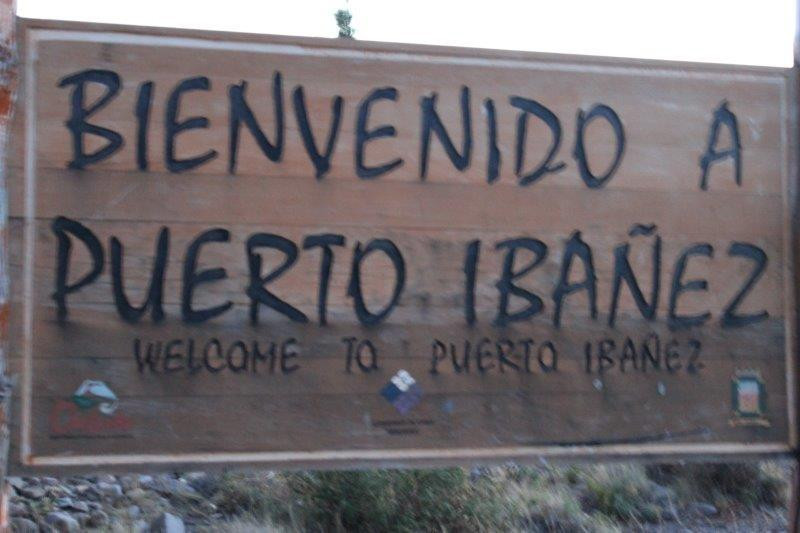 BIENVENIDO A
PUERTO IBAÑEZ
WELCOME TO PUERTO IBAÑEZ